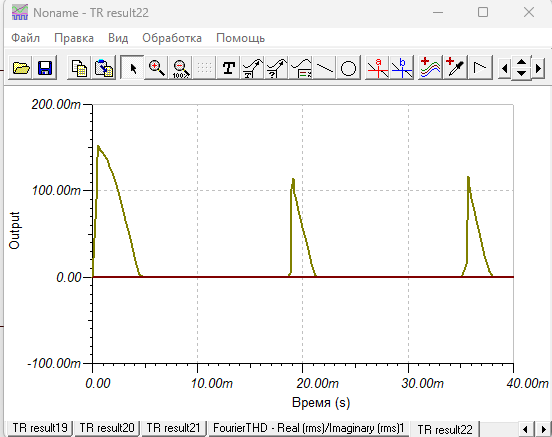 Noname - TR result22
Файл Правка Вид Обработка Помощь
100% T ? a b
200.00m
100.00m
Output
0.00
-100.00m
0.00 10.00m 20.00m 30.00m 40.00m
Время (s)
TR result19 TR result20 TR result21 FourierTHD - Real (rms)/Imaginary (rms)1 TR result22